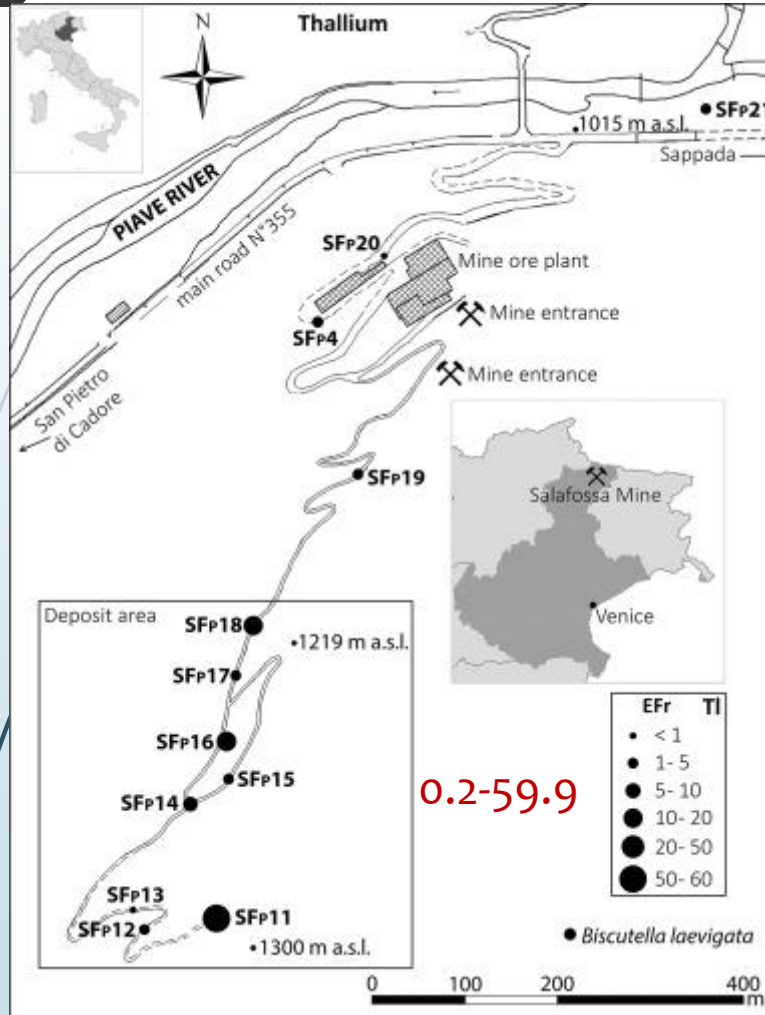 N
Thallium
SFP21
1015 m a.s.l.
Sappada
PIAVE RIVER
main road N°355
SFP20
Mine ore plant
Mine entrance
SFP4
Mine entrance
San Pietro
di Cadore
SFP19
Salafossa Mine
Venice
Deposit area
SFP18
1219 m a.s.l.
SFP17
SFP16
SFP15
SFP14
SFP13
SFP12
SFP11
1300 m a.s.l.
0.2-59.9
EFr Tl
< 1
1- 5
5- 10
10- 20
20- 50
50- 60
Biscutella laevigata
0 100 200 400
m